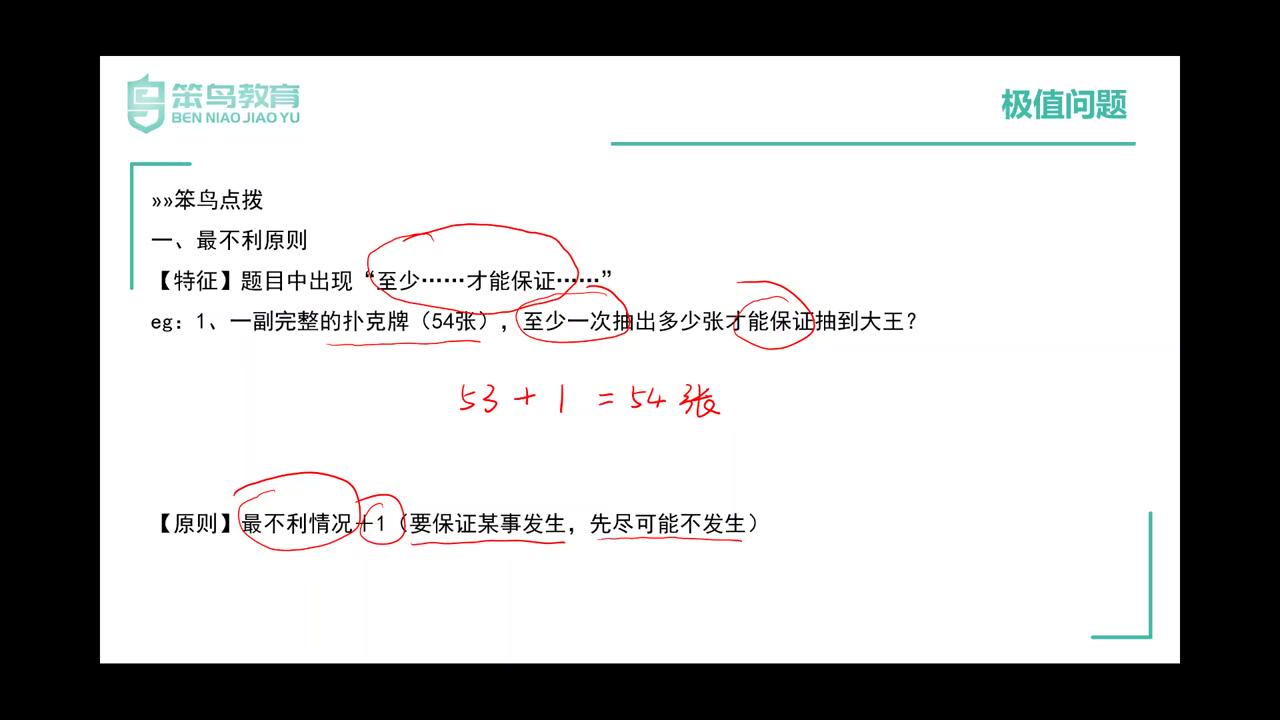 笨鸟教育
BEN NIAO JIAO YU
极值问题
»»笨鸟点拨
一、最不利原则
【特征】题目中出现“至少……才能保证……”
eg：1、一副完整的扑克牌（54张），至少一次抽出多少张才能保证抽到大王？
53 + 1 = 54 张
【原则】最不利情况+1（要保证某事发生，先尽可能不发生）